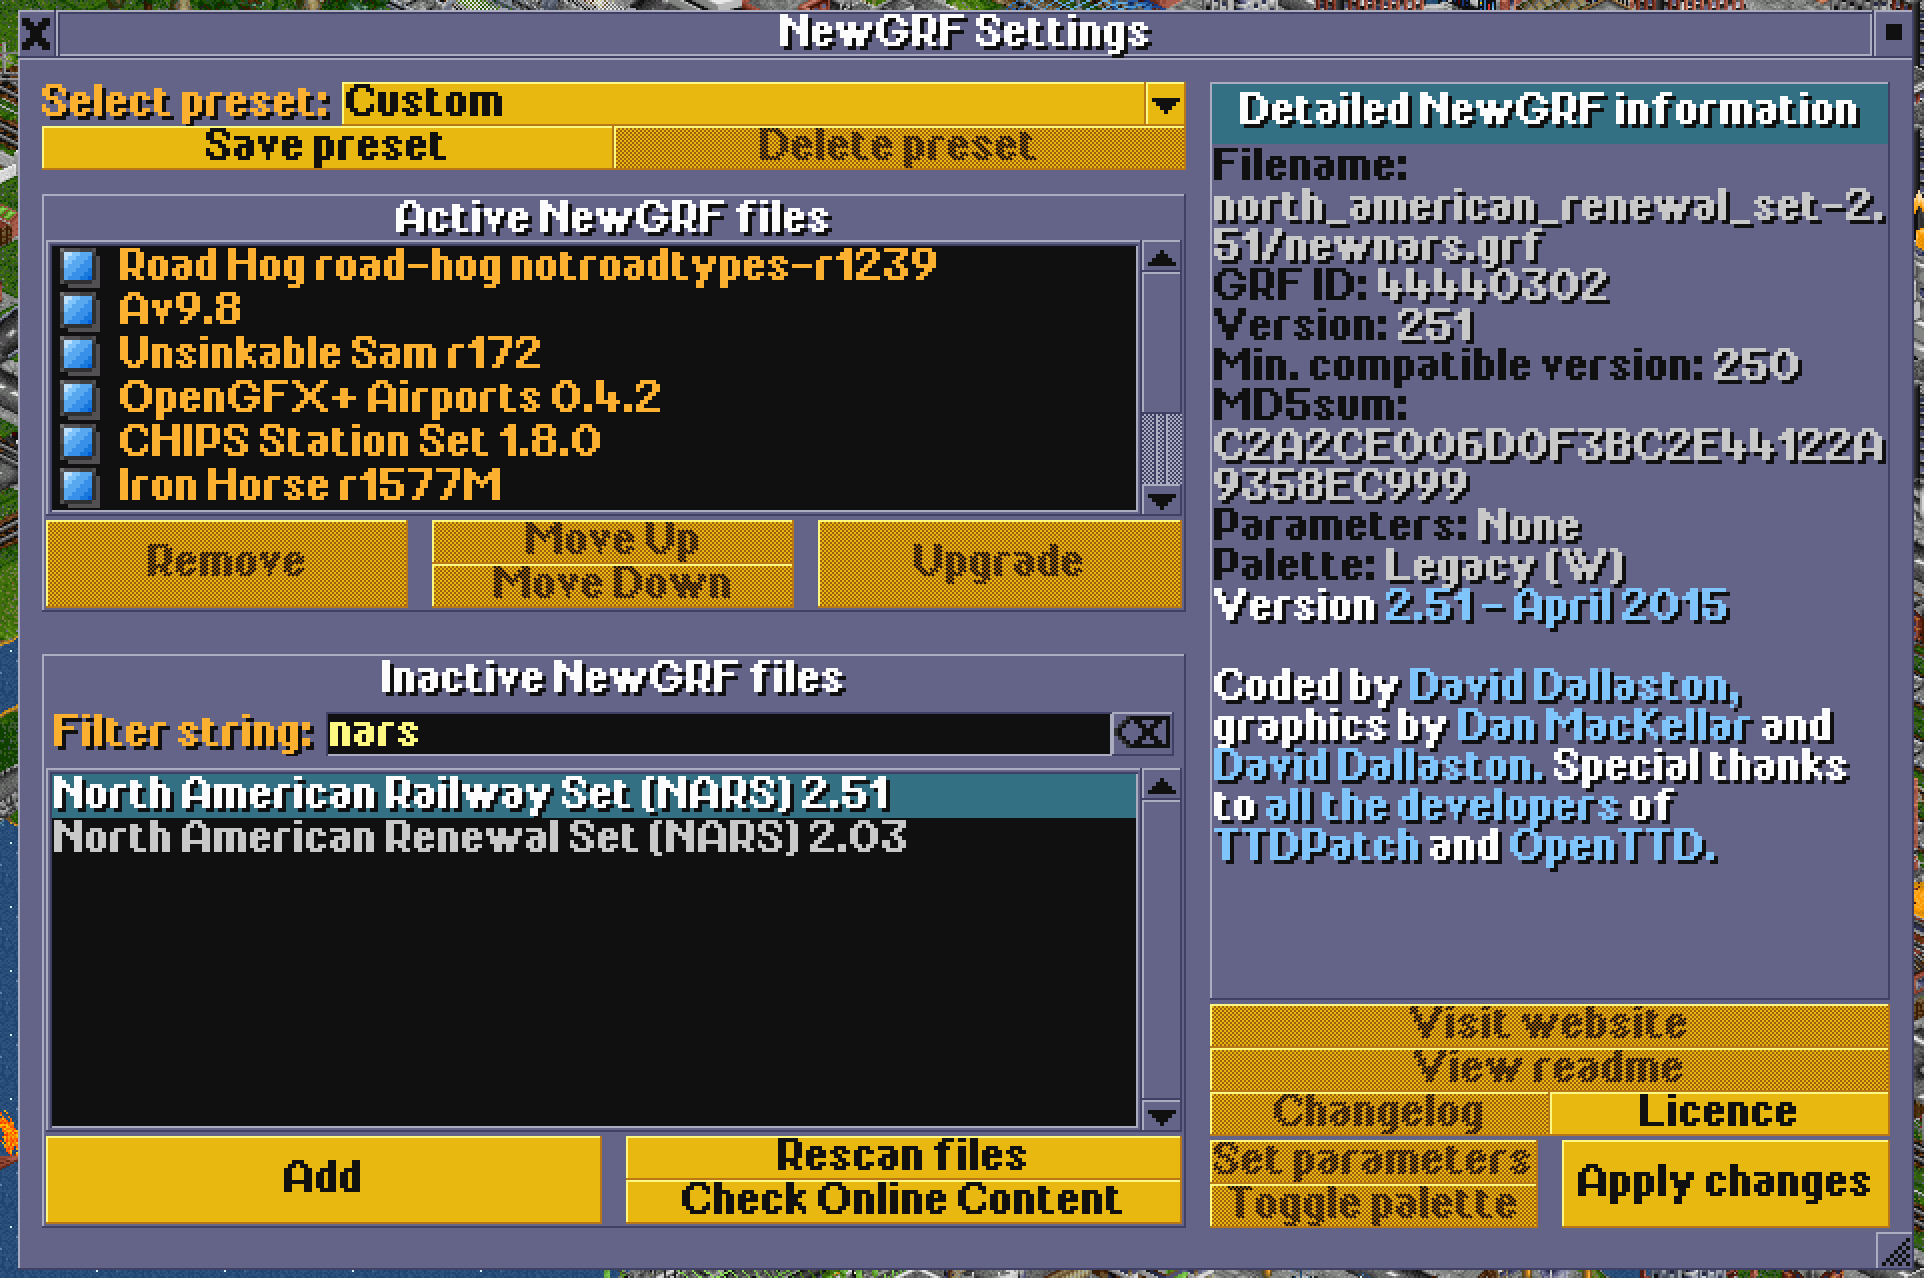 NewGRF Settings
Select preset: Custom
Save preset
Delete preset
Active NewGRF files
Road Hog road-hog notroadtypes-r1239
Av9.8
Unsinkable Sam r172
OpenGFX+ Airports 0.4.2
CHIPS Station Set 1.8.0
Iron Horse r1577M
Remove
Move Up
Move Down
Upgrade
Inactive NewGRF files
Filter string: nars
North American Railway Set (NARS) 2.51
North American Renewal Set (NARS) 2.03
Add
Rescan files
Check Online Content
Detailed NewGRF information
Filename:
north_american_renewal_set-2.
51/newnars.grf
GRF ID: 44440302
Version: 251
Min. compatible version: 250
MD5sum:
C2A2CE006D0F3BC2E44122A
9358EC999
Parameters: None
Palette: Legacy (W)
Version 2.51 - April 2015
Coded by David Dallaston,
graphics by Dan MacKellar and
David Dallaston. Special thanks
to all the developers of
TTDPatch and OpenTTD.
Visit website
View readme
Changelog
Licence
Set parameters
Toggle palette
Apply changes